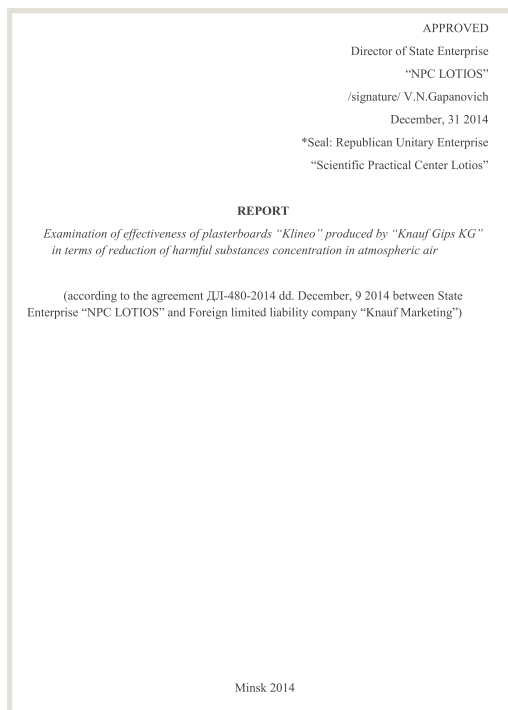 APPROVED
Director of State Enterprise
“NPC LOTIOS”
/signature/ V.N.Gapanovich
December, 31 2014
*Seal: Republican Unitary Enterprise
“Scientific Practical Center Lotios”
REPORT
Examination of effectiveness of plasterboards “Klineo” produced by “Knauf Gips KG”
in terms of reduction of harmful substances concentration in atmospheric air
(according to the agreement ДЛ-480-2014 dd. December, 9 2014 between State
Enterprise “NPC LOTIOS” and Foreign limited liability company “Knauf Marketing”)
Minsk 2014